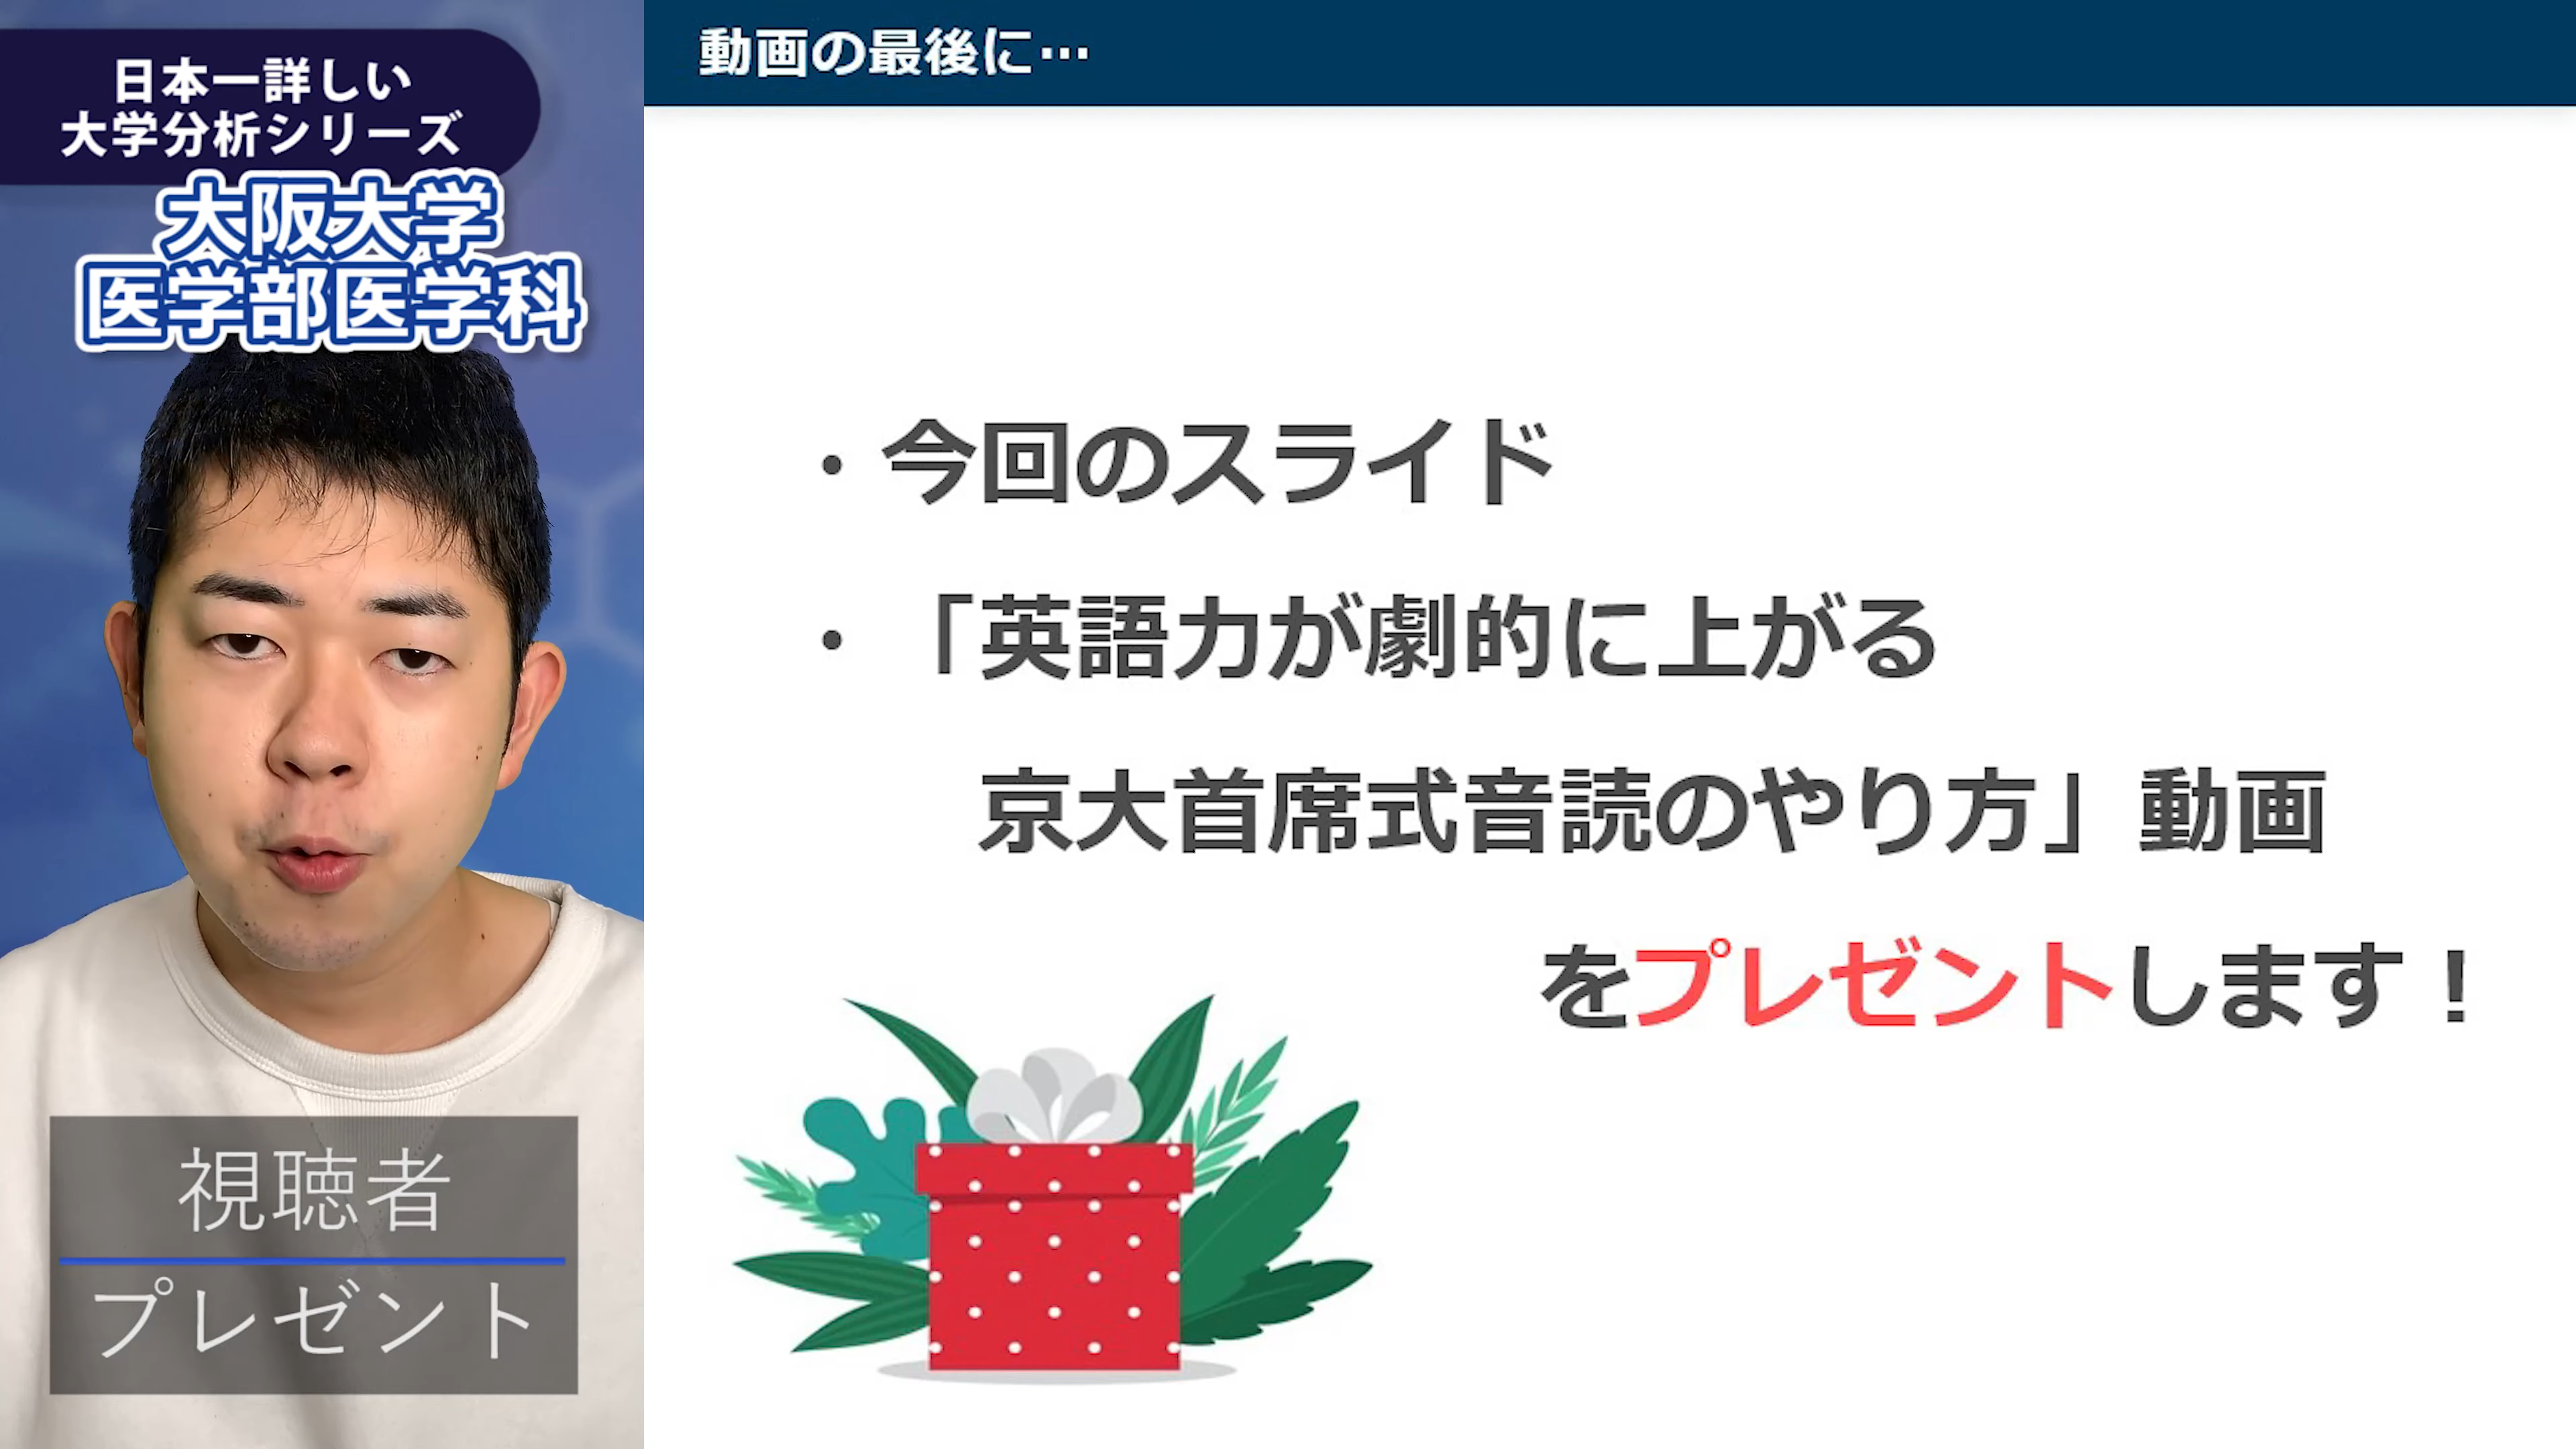 日本一詳しい
大学分析シリーズ
大阪大学
医学部医学科
視聴者
プレゼント
動画の最後に…
・今回のスライド
・「英語力が劇的に上がる
京大首席式音読のやり方」動画
をプレゼントします！